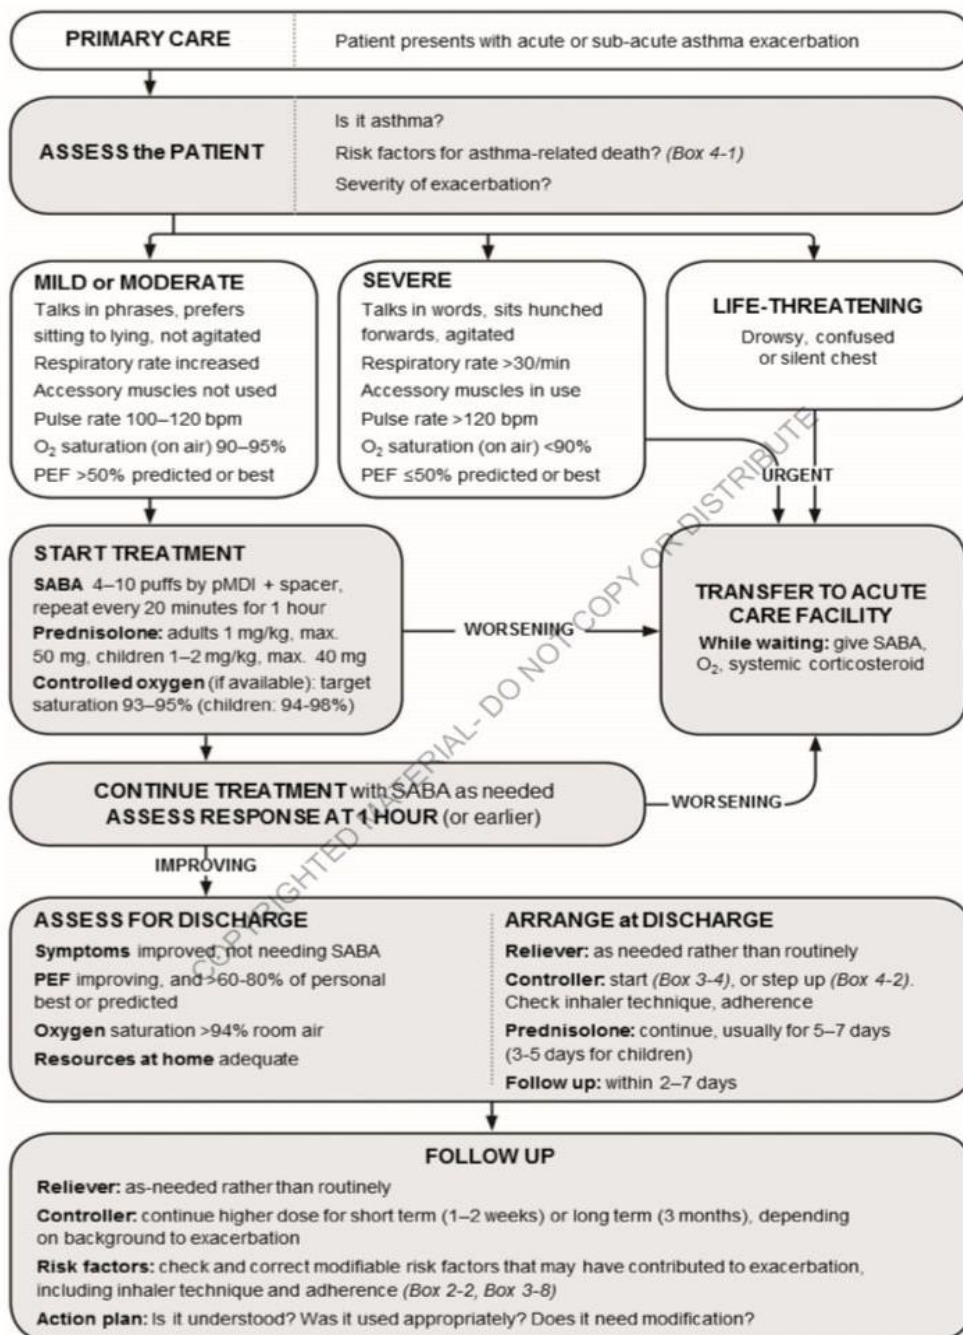 PRIMARY CARE
Patient presents with acute or sub-acute asthma exacerbation
ASSESS the PATIENT
Is it asthma?
Risk factors for asthma-related death? (Box 4-1)
Severity of exacerbation?
MILD or MODERATE
Talks in phrases, prefers
sitting to lying, not agitated
Respiratory rate increased
Accessory muscles not used
Pulse rate 100–120 bpm
O₂ saturation (on air) 90–95%
PEF >50% predicted or best
SEVERE
Talks in words, sits hunched
forwards, agitated
Respiratory rate >30/min
Accessory muscles in use
Pulse rate >120 bpm
O₂ saturation (on air) <90%
PEF ≤50% predicted or best
LIFE-THREATENING
Drowsy, confused
or silent chest
URGENT
START TREATMENT
SABA 4–10 puffs by pMDI + spacer,
repeat every 20 minutes for 1 hour
Prednisolone: adults 1 mg/kg, max.
50 mg, children 1–2 mg/kg, max. 40 mg
Controlled oxygen (if available): target
saturation 93–95% (children: 94-98%)
WORSENING
TRANSFER TO ACUTE
CARE FACILITY
While waiting: give SABA,
O₂, systemic corticosteroid
CONTINUE TREATMENT with SABA as needed
ASSESS RESPONSE AT 1 HOUR (or earlier)
WORSENING
IMPROVING
ASSESS FOR DISCHARGE
Symptoms improved, not needing SABA
PEF improving, and >60-80% of personal
best or predicted
Oxygen saturation >94% room air
Resources at home adequate
ARRANGE at DISCHARGE
Reliever: as needed rather than routinely
Controller: start (Box 3-4), or step up (Box 4-2).
Check inhaler technique, adherence
Prednisolone: continue, usually for 5–7 days
(3-5 days for children)
Follow up: within 2–7 days
FOLLOW UP
Reliever: as-needed rather than routinely
Controller: continue higher dose for short term (1–2 weeks) or long term (3 months), depending
on background to exacerbation
Risk factors: check and correct modifiable risk factors that may have contributed to exacerbation,
including inhaler technique and adherence (Box 2-2, Box 3-8)
Action plan: Is it understood? Was it used appropriately? Does it need modification?
COPYRIGHTED MATERIAL- DO NOT COPY OR DISTRIBUTE